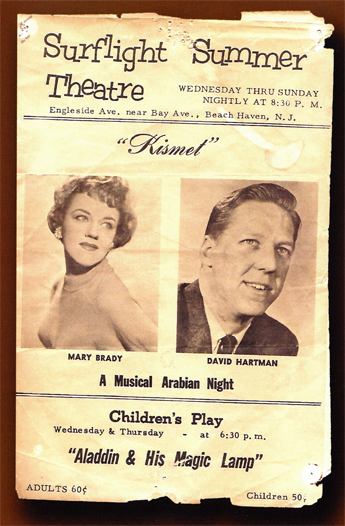 Surflight Summer
Theatre
WEDNESDAY THRU SUNDAY
NIGHTLY AT 8:30 P. M.
Engleside Ave. near Bay Ave., Beach Haven, N. J.
"Kismet"
MARY BRADY
DAVID HARTMAN
A Musical Arabian Night
Children's Play
Wednesday & Thursday - at 6:30 p. m.
"Aladdin & His Magic Lamp"
ADULTS 60¢
Children 50¢